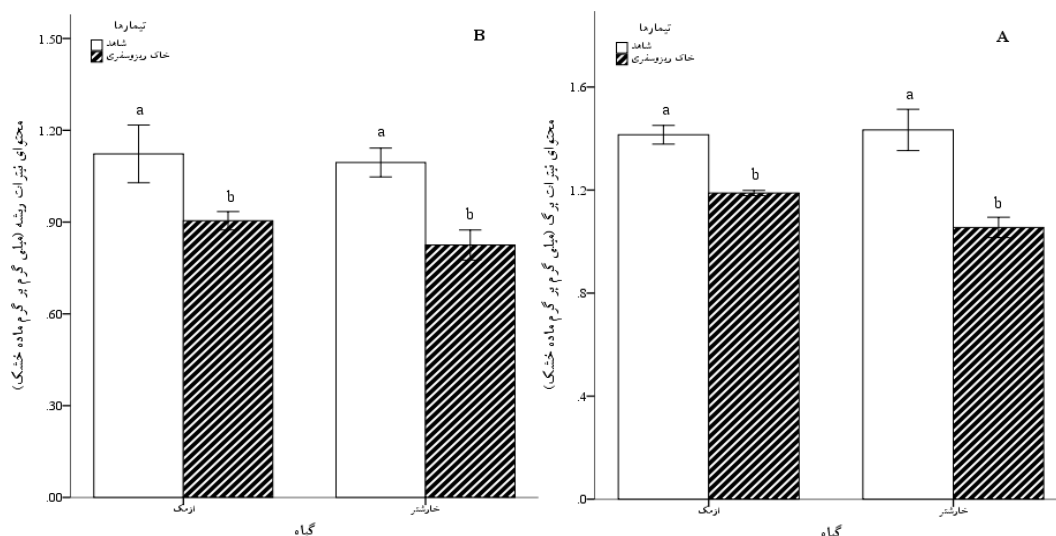 B
تیمارها
شاهد
خاک ریزوسفری
محتوای نیترات ریشه (میلی گرم بر گرم ماده خشک)
1.50
1.20
.90
.60
.30
.00
a
b
a
b
ازمک
خارشتر
گیاه
A
تیمارها
شاهد
خاک ریزوسفری
محتوای نیترات برگ (میلی گرم بر گرم ماده خشک)
1.6
1.2
.8
.4
.0
a
b
a
b
ازمک
خارشتر
گیاه